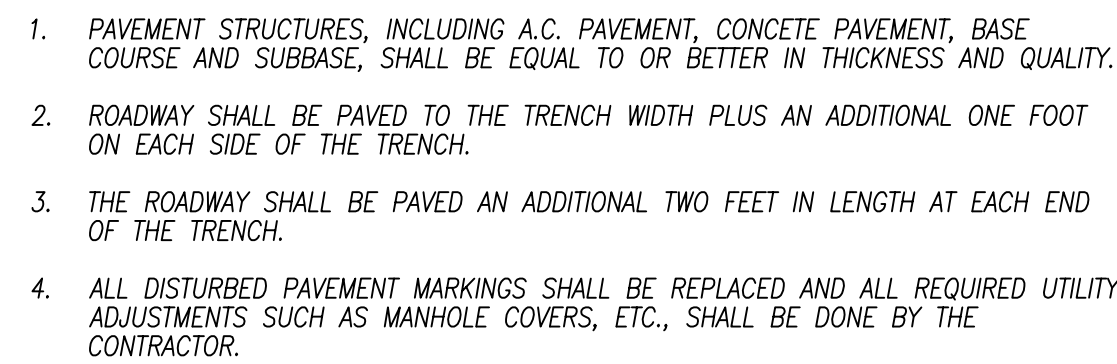 1. PAVEMENT STRUCTURES, INCLUDING A.C. PAVEMENT, CONCETE PAVEMENT, BASE
COURSE AND SUBBASE, SHALL BE EQUAL TO OR BETTER IN THICKNESS AND QUALITY.
2. ROADWAY SHALL BE PAVED TO THE TRENCH WIDTH PLUS AN ADDITIONAL ONE FOOT
ON EACH SIDE OF THE TRENCH.
3. THE ROADWAY SHALL BE PAVED AN ADDITIONAL TWO FEET IN LENGTH AT EACH END
OF THE TRENCH.
4. ALL DISTURBED PAVEMENT MARKINGS SHALL BE REPLACED AND ALL REQUIRED UTILITY
ADJUSTMENTS SUCH AS MANHOLE COVERS, ETC., SHALL BE DONE BY THE
CONTRACTOR.